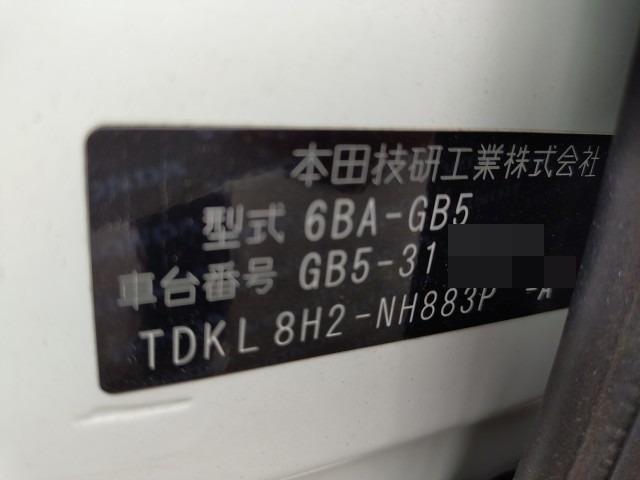 本田技研工業株式会社
型式 6BA-GB5
車台番号 GB5-31
TDKL 8H2-NH883P -A